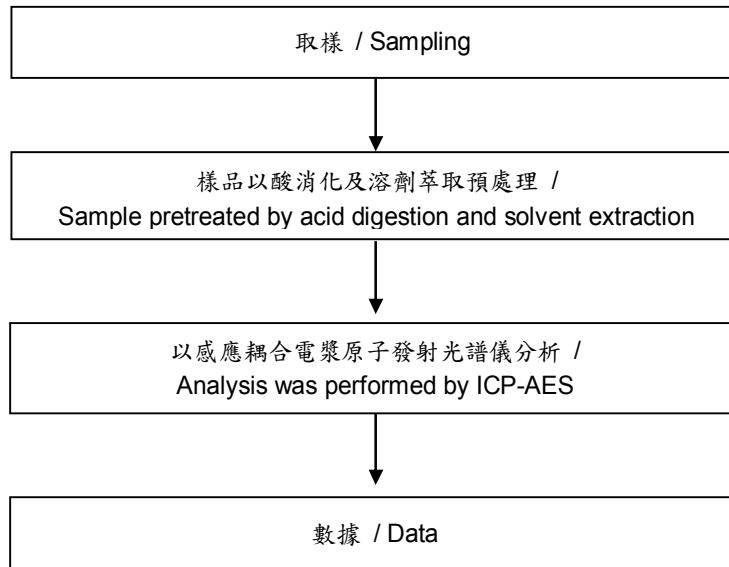 取樣 / Sampling
樣品以酸消化及溶劑萃取預處理 /
Sample pretreated by acid digestion and solvent extraction
以感應耦合電漿原子發射光譜儀分析 /
Analysis was performed by ICP-AES
數據 / Data